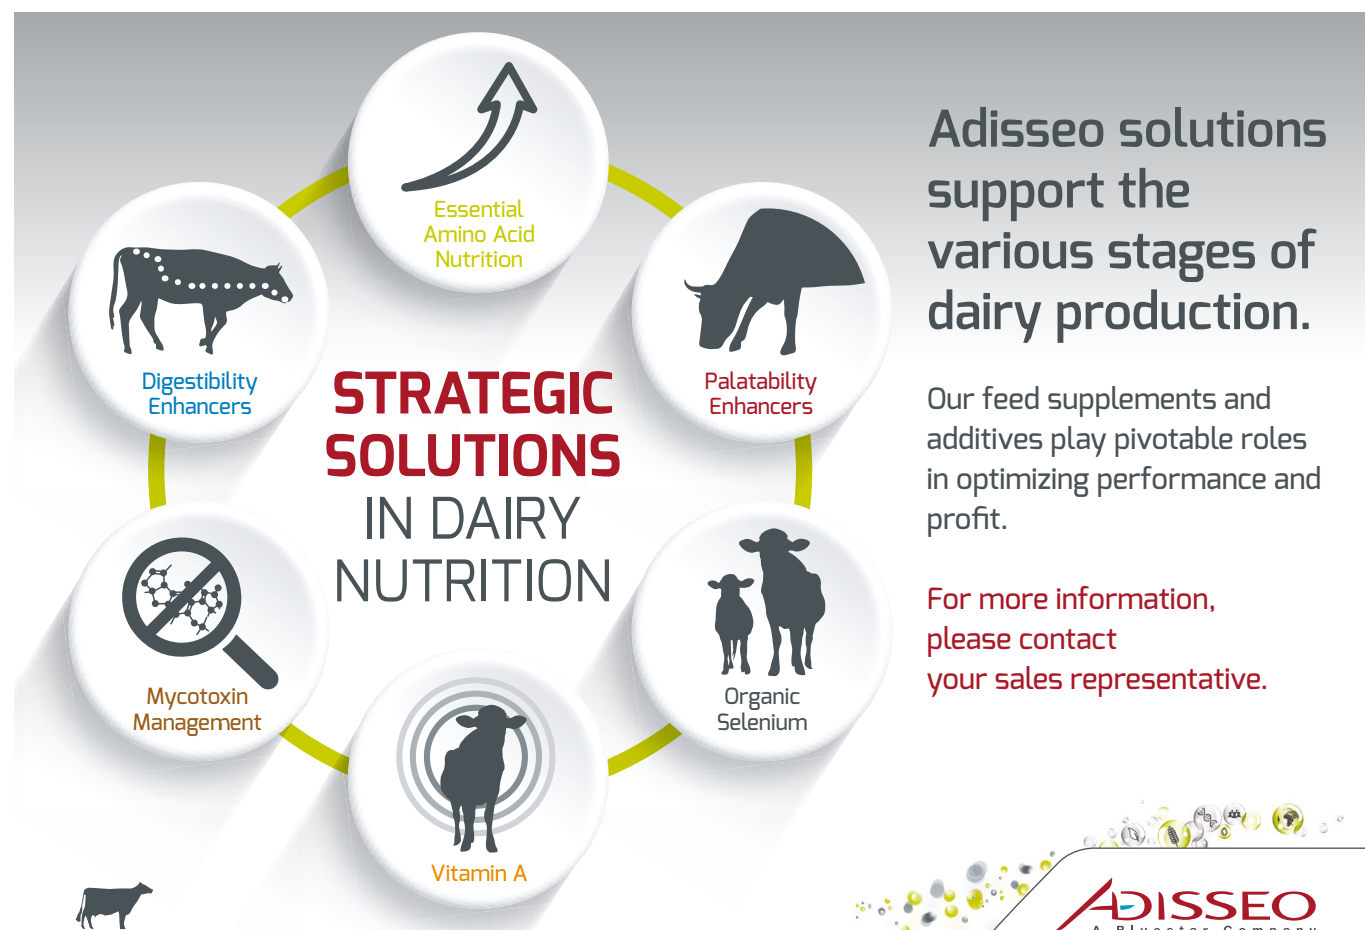 Essential
Amino Acid
Nutrition
Digestibility
Enhancers
Palatability
Enhancers
STRATEGIC
SOLUTIONS
IN DAIRY
NUTRITION
Mycotoxin
Management
Organic
Selenium
Vitamin A
Adisseo solutions
support the
various stages of
dairy production.
Our feed supplements and
additives play pivotable roles
in optimizing performance and
profit.
For more information,
please contact
your sales representative.
ADISSEO
A Bluestar Company